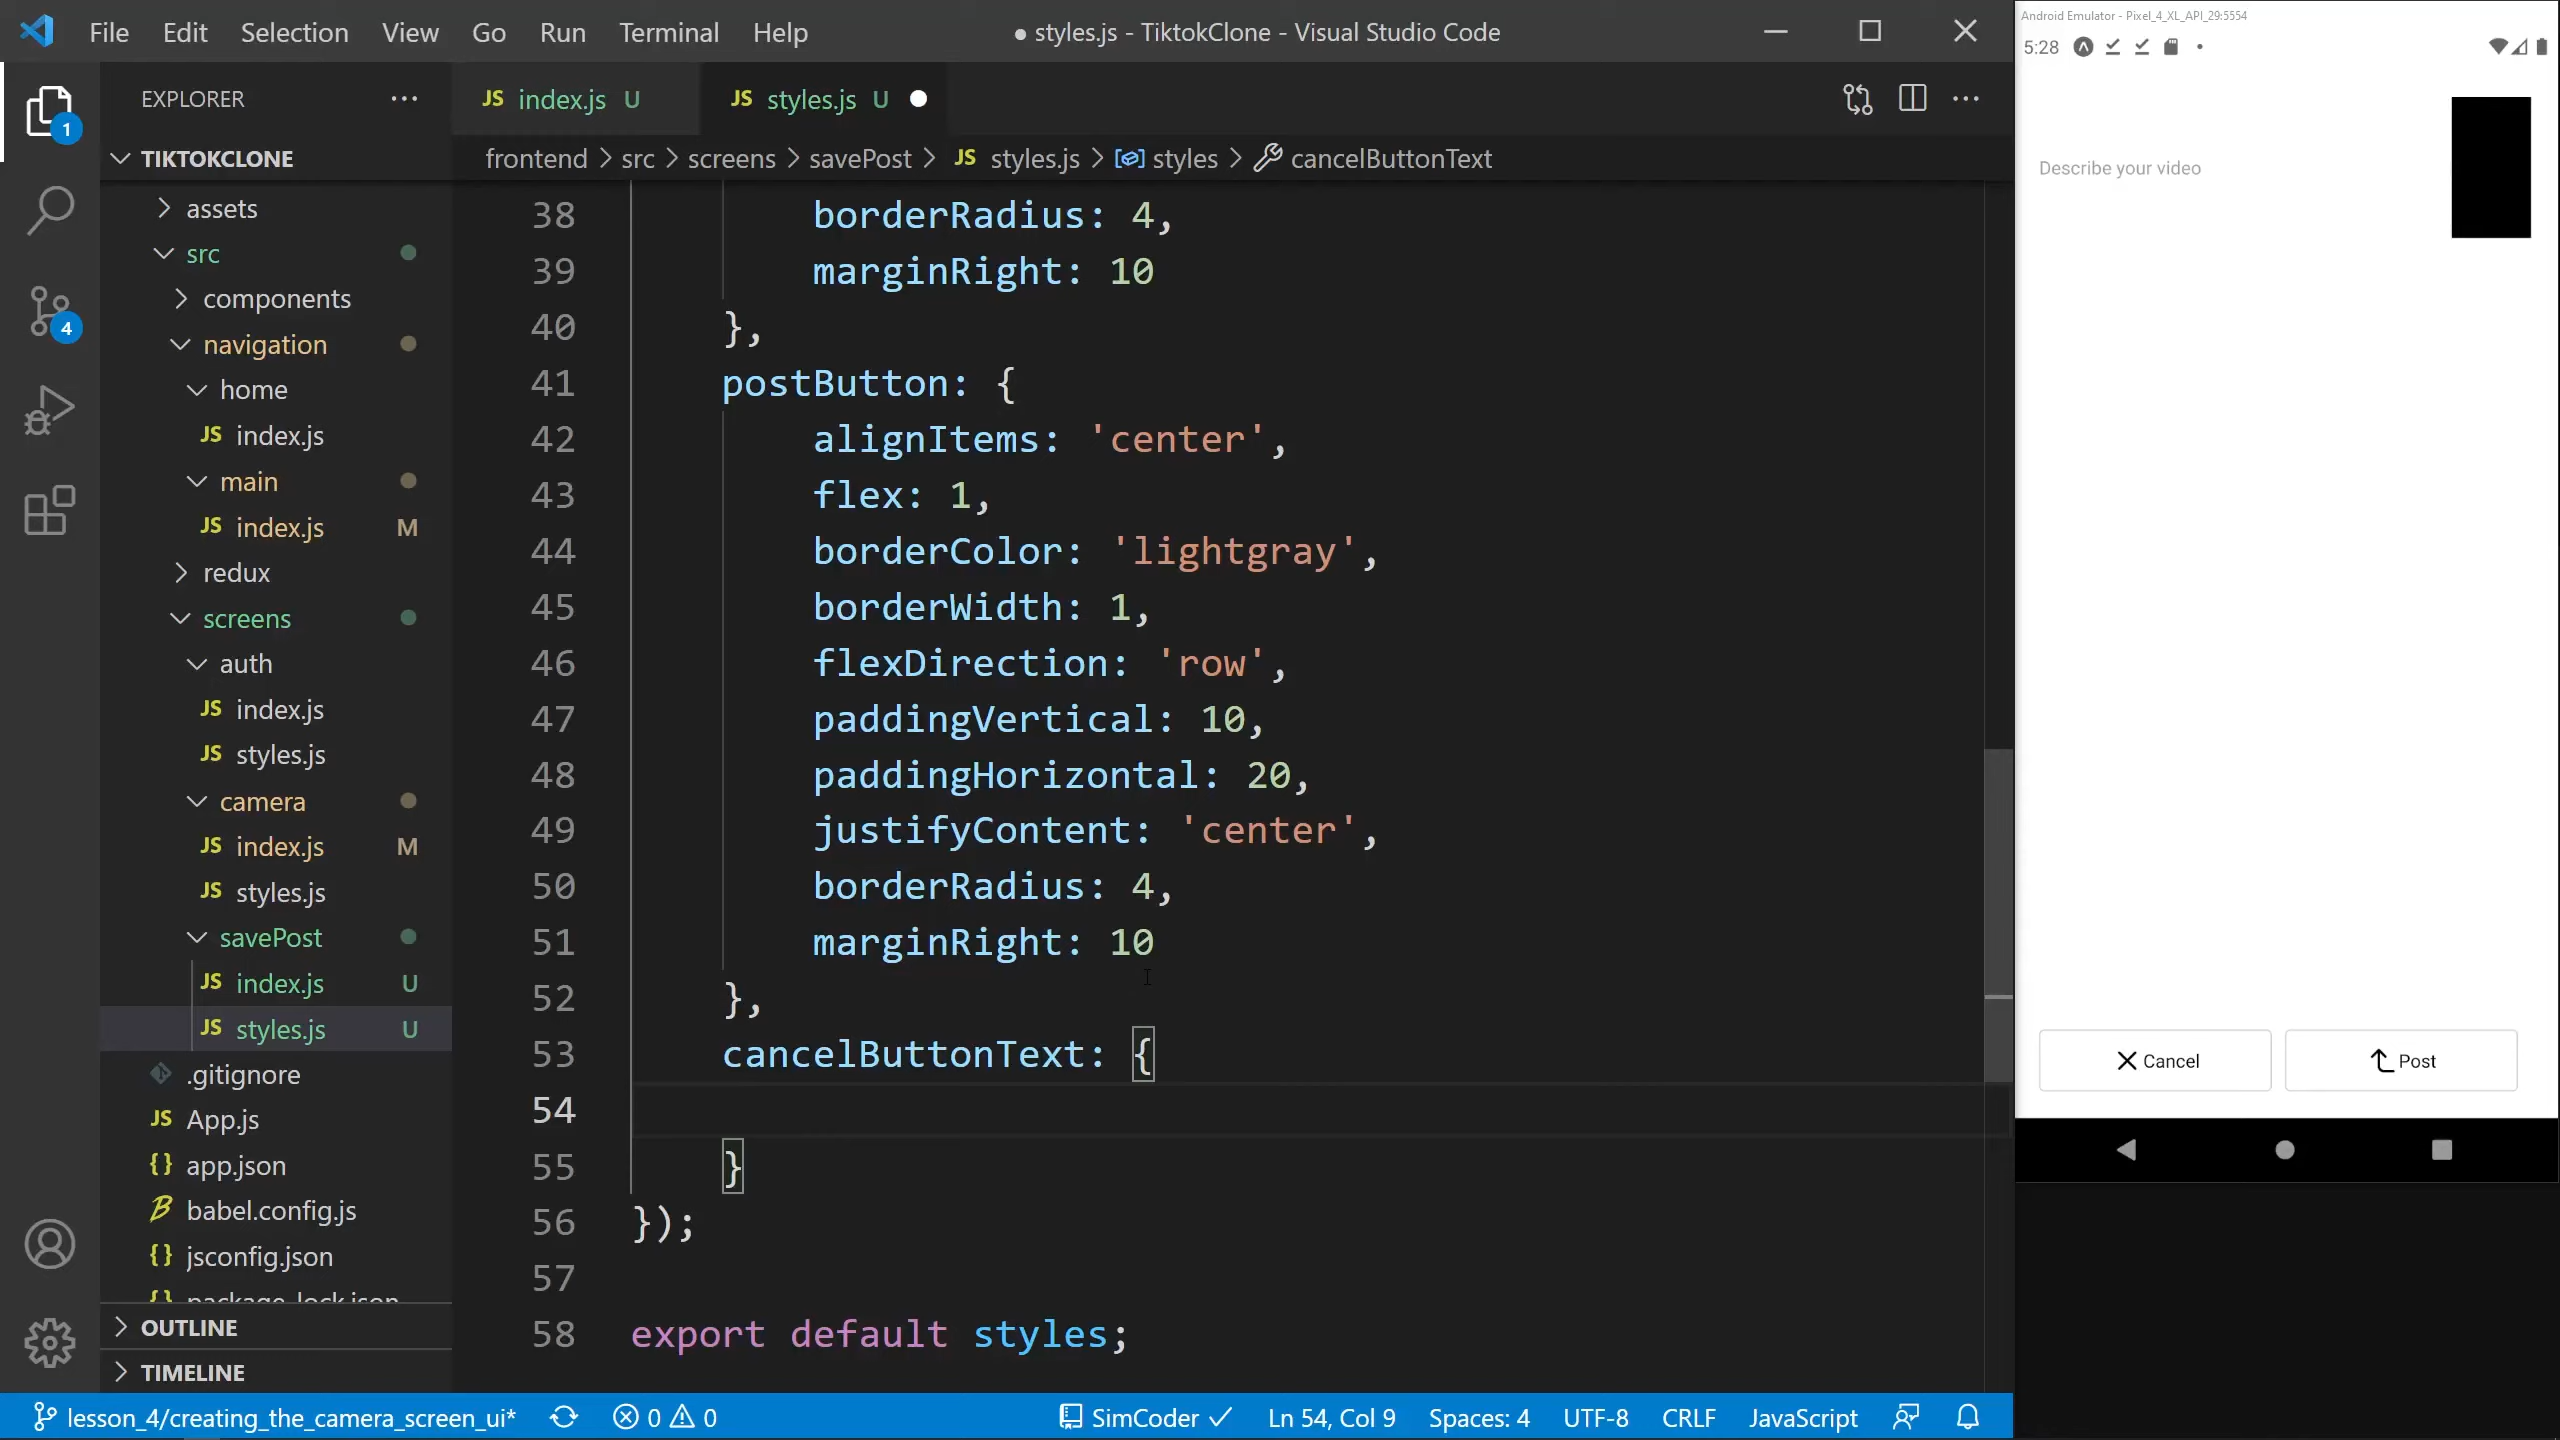 File Edit Selection View Go Run Terminal Help
● styles.js - TiktokClone - Visual Studio Code
EXPLORER
TIKTOKCLONE
assets
src
components
navigation
home
JS index.js
main
JS index.js M
redux
screens
auth
JS index.js
JS styles.js
camera
JS index.js M
JS styles.js
savePost
JS index.js U
JS styles.js U
.gitignore
JS App.js
{} app.json
babel.config.js
{} jsconfig.json
{} package-lock.json
OUTLINE
TIMELINE
1
4
JS index.js U
JS styles.js U
frontend > src > screens > savePost > JS styles.js > styles > cancelButtonText
38 borderRadius: 4,
39 marginRight: 10
40 },
41 postButton: {
42 alignItems: 'center',
43 flex: 1,
44 borderColor: 'lightgray',
45 borderWidth: 1,
46 flexDirection: 'row',
47 paddingVertical: 10,
48 paddingHorizontal: 20,
49 justifyContent: 'center',
50 borderRadius: 4,
51 marginRight: 10
52 },
53 cancelButtonText: {
54
55 }
56 });
57
58 export default styles;
lesson_4/creating_the_camera_screen_ui* 0 0 SimCoder Ln 54, Col 9 Spaces: 4 UTF-8 CRLF JavaScript
Android Emulator - Pixel_4_XL_API_29:5554
5:28
Describe your video
Cancel
Post